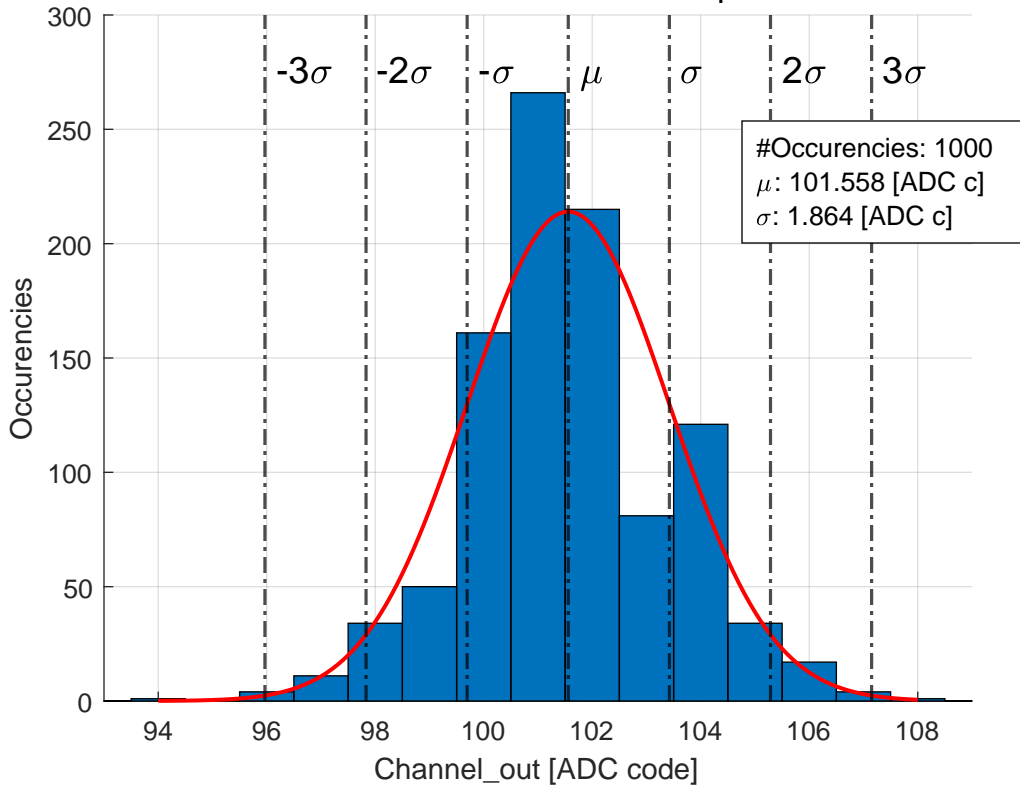 300
250
200
150
100
50
0
Occurencies
-3σ -2σ -σ μ σ 2σ 3σ
#Occurencies: 1000
μ: 101.558 [ADC c]
σ: 1.864 [ADC c]
94 96 98 100 102 104 106 108
Channel_out [ADC code]